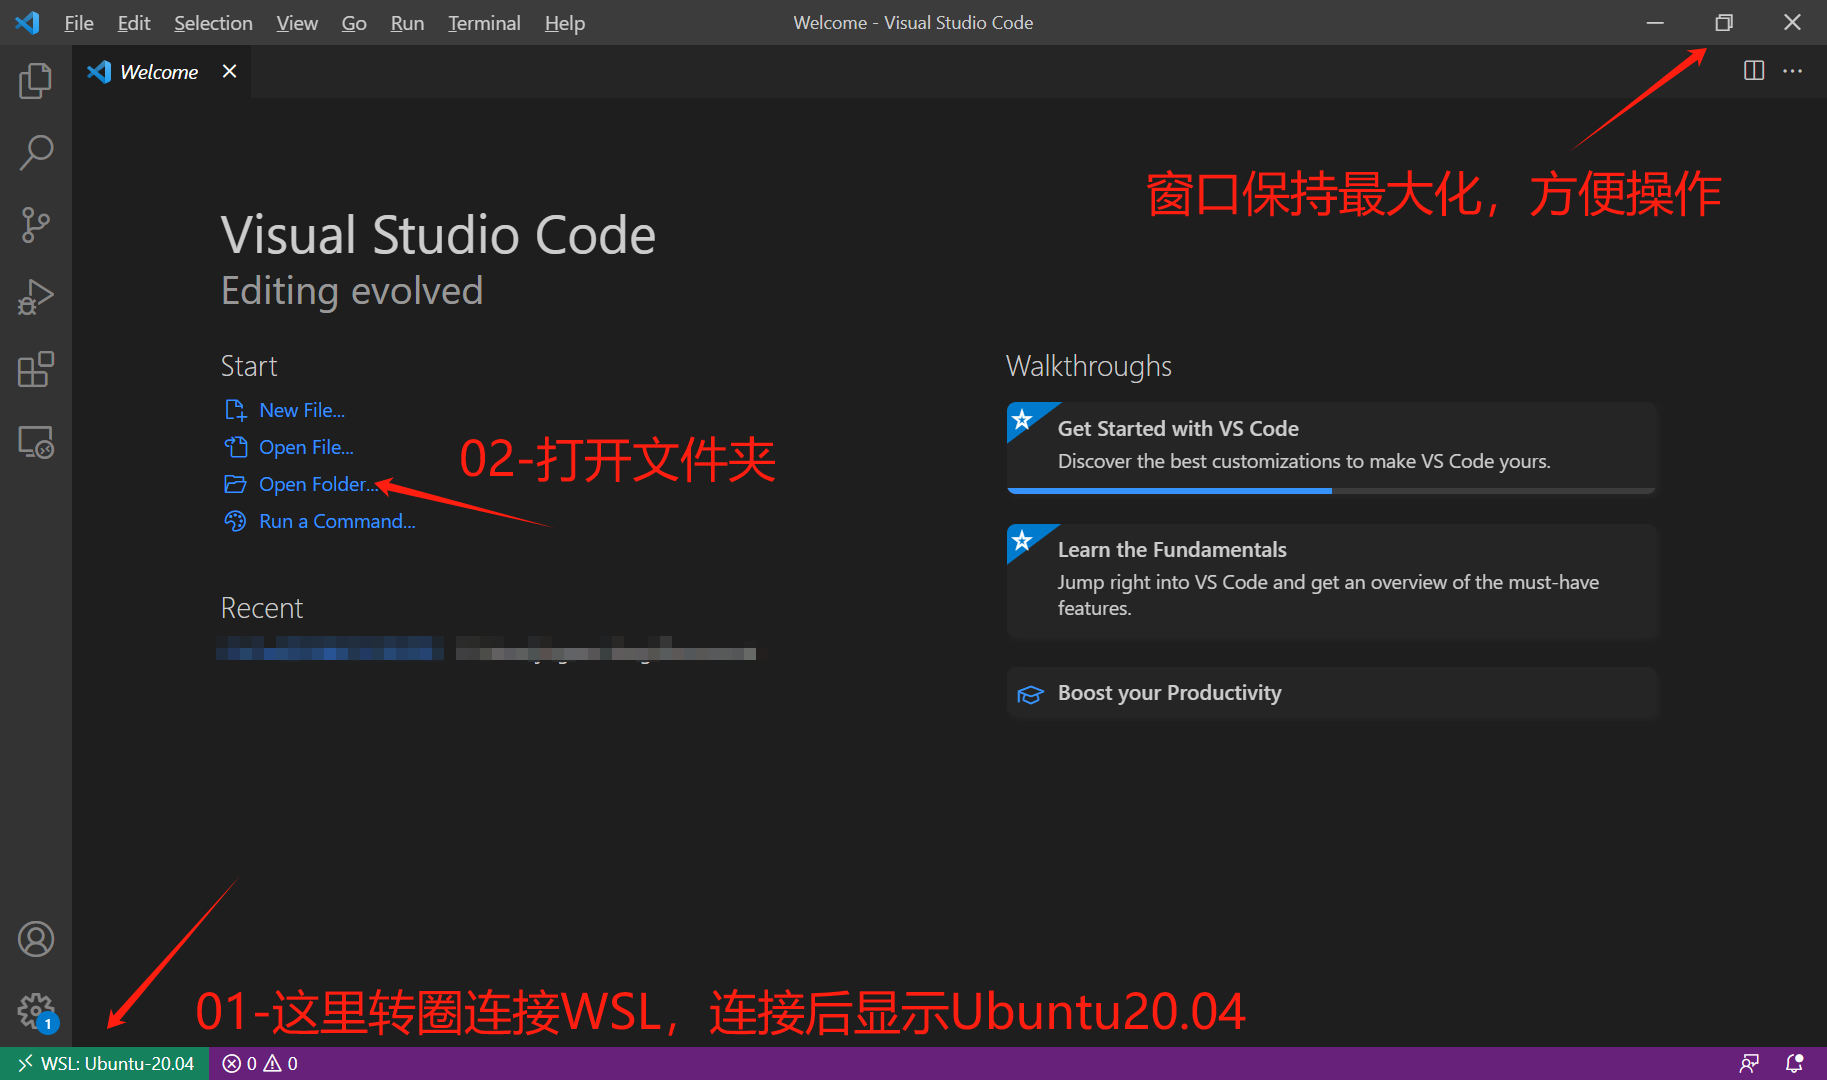 File Edit Selection View Go Run Terminal Help Welcome - Visual Studio Code
Welcome
窗口保持最大化，方便操作
Visual Studio Code
Editing evolved
Start
New File...
Open File...
Open Folder...
Run a Command...
02-打开文件夹
Recent
Walkthroughs
Get Started with VS Code
Discover the best customizations to make VS Code yours.
Learn the Fundamentals
Jump right into VS Code and get an overview of the must-have
features.
Boost your Productivity
01-这里转圈连接WSL，连接后显示Ubuntu20.04
1
WSL: Ubuntu-20.04 0 0